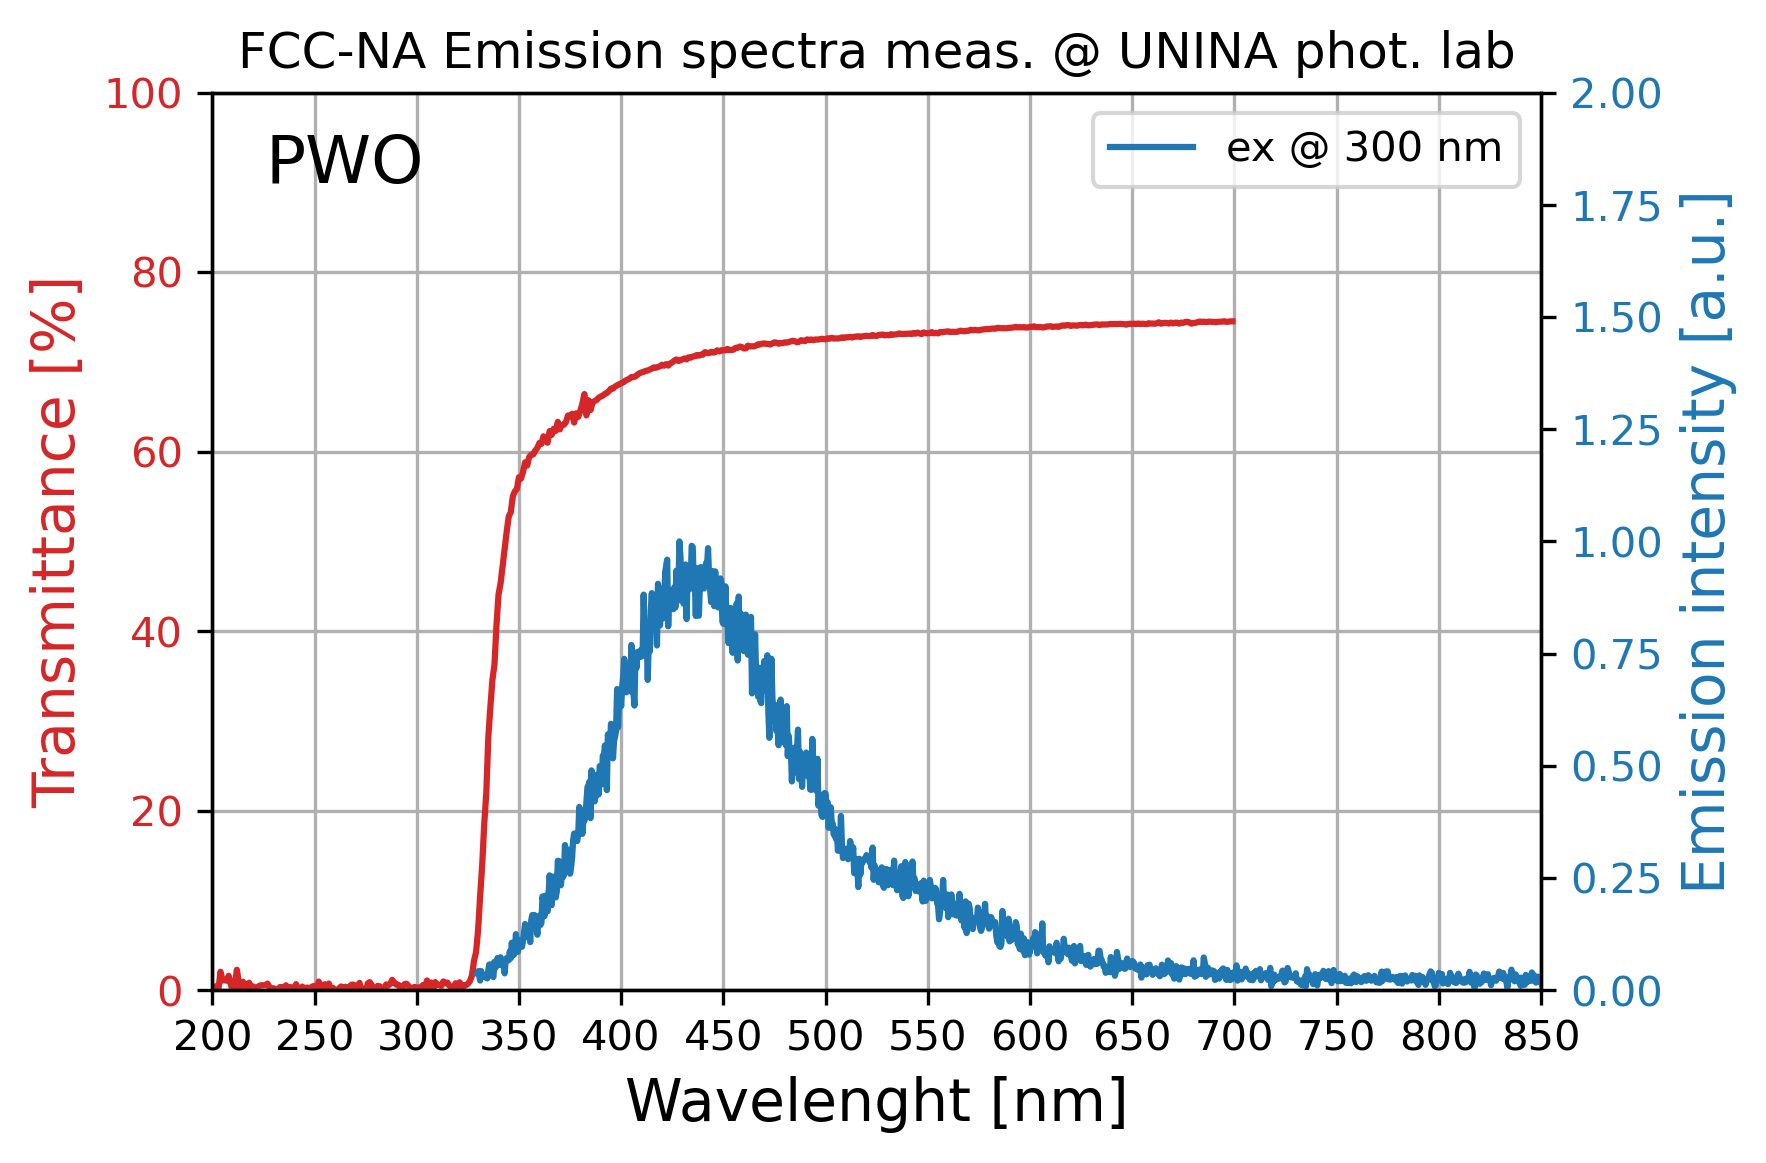 FCC-NA Emission spectra meas. @ UNINA phot. lab
PWO
ex @ 300 nm
Transmittance [%]
100
80
60
40
20
0
2.00
1.75
1.50
1.25
1.00
0.75
0.50
0.25
0.00
Emission intensity [a.u.]
200 250 300 350 400 450 500 550 600 650 700 750 800 850
Wavelenght [nm]